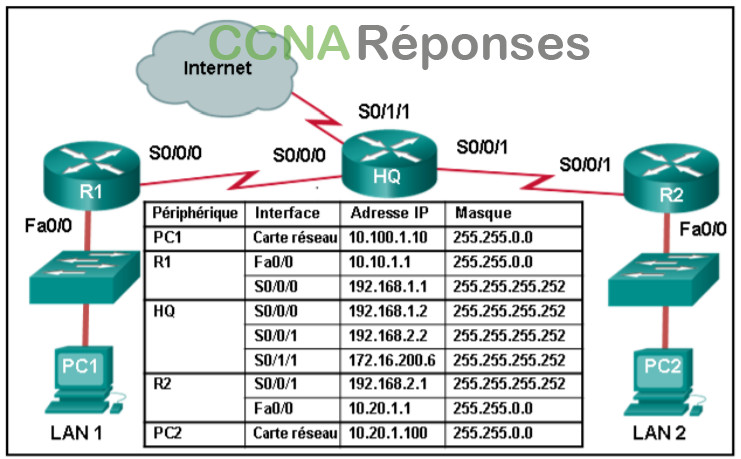 CCNA Réponses
Internet
S0/1/1
S0/0/0
S0/0/0
S0/0/1
S0/0/1
R1
HQ
R2
Fa0/0
Fa0/0
Périphérique Interface Adresse IP Masque
PC1 Carte réseau 10.100.1.10 255.255.0.0
R1 Fa0/0 10.10.1.1 255.255.0.0
S0/0/0 192.168.1.1 255.255.255.252
HQ S0/0/0 192.168.1.2 255.255.255.252
S0/0/1 192.168.2.2 255.255.255.252
S0/1/1 172.16.200.6 255.255.255.252
R2 S0/0/1 192.168.2.1 255.255.255.252
Fa0/0 10.20.1.1 255.255.0.0
PC2 Carte réseau 10.20.1.100 255.255.0.0
PC1
PC2
LAN 1
LAN 2